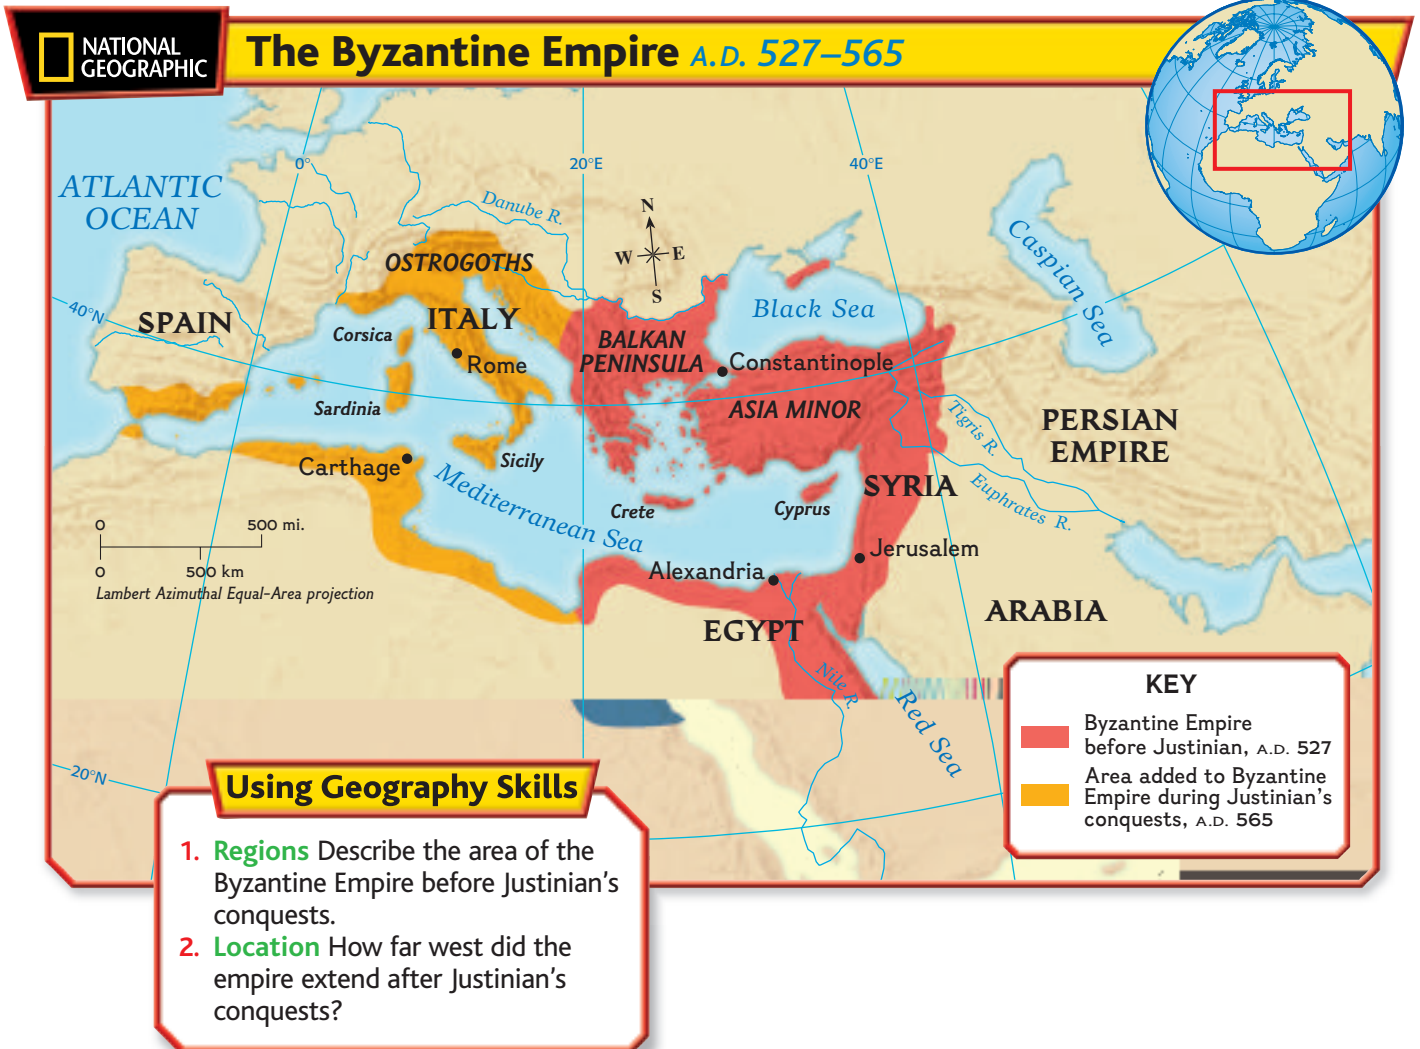 NATIONAL
GEOGRAPHIC
The Byzantine Empire A.D. 527–565
0°
20°E
40°E
ATLANTIC
OCEAN
Danube R.
N
W E
S
OSTROGOTHS
Caspian Sea
40°N
SPAIN
Corsica
ITALY
Black Sea
BALKAN
PENINSULA
Rome
Constantinople
Sardinia
ASIA MINOR
Tigris R.
PERSIAN
EMPIRE
Carthage
Sicily
Mediterranean Sea
SYRIA
Euphrates R.
Crete
Cyprus
0 500 mi.
0 500 km
Lambert Azimuthal Equal-Area projection
Jerusalem
Alexandria
ARABIA
EGYPT
Nile R.
Red Sea
20°N
KEY
Byzantine Empire
before Justinian, A.D. 527
Area added to Byzantine
Empire during Justinian's
conquests, A.D. 565
Using Geography Skills
1. Regions Describe the area of the
Byzantine Empire before Justinian's
conquests.
2. Location How far west did the
empire extend after Justinian's
conquests?